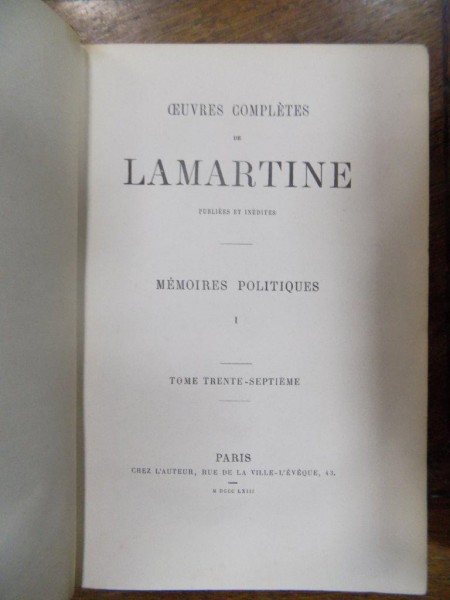 ŒUVRES COMPLÈTES
DE
LAMARTINE
PUBLIÉES ET INÉDITES
MÉMOIRES POLITIQUES
I
TOME TRENTE-SEPTIÈME
PARIS
CHEZ L'AUTEUR, RUE DE LA VILLE-L'ÉVÊQUE, 43.
M DCCC LXIII